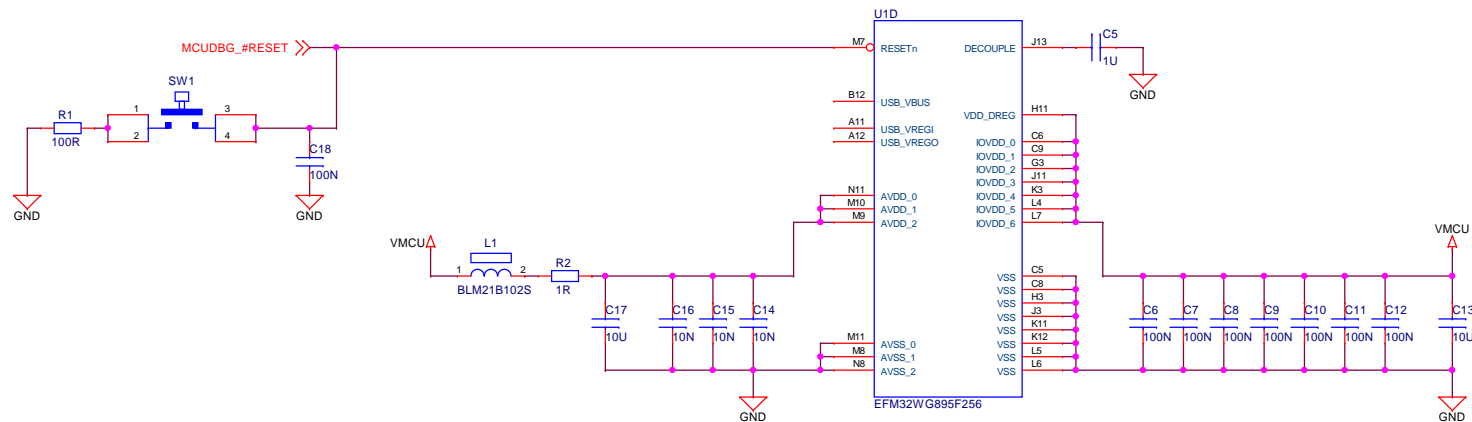 U1D
MCUDBG_#RESET
M7
RESETn
DECOUPLE
J13
C5
1U
GND
SW1
R1
100R
1
2
3
4
C18
100N
GND
GND
B12
USB_VBUS
A11
USB_VREGI
A12
USB_VREGO
VDD_DREG
H11
IOVDD_0
C6
IOVDD_1
C9
IOVDD_2
G3
IOVDD_3
J11
IOVDD_4
K3
IOVDD_5
L4
IOVDD_6
L7
N11
AVDD_0
M10
AVDD_1
M9
AVDD_2
VMCU
L1
1
2
BLM21B102S
R2
1R
C17
10U
C16
10N
C15
10N
C14
10N
M11
AVSS_0
M8
AVSS_1
N8
AVSS_2
GND
VSS
C5
VSS
C8
VSS
H3
VSS
J3
VSS
K11
VSS
K12
VSS
L5
VSS
L6
EFM32WG895F256
VMCU
C6
100N
C7
100N
C8
100N
C9
100N
C10
100N
C11
100N
C12
100N
C13
10U
GND